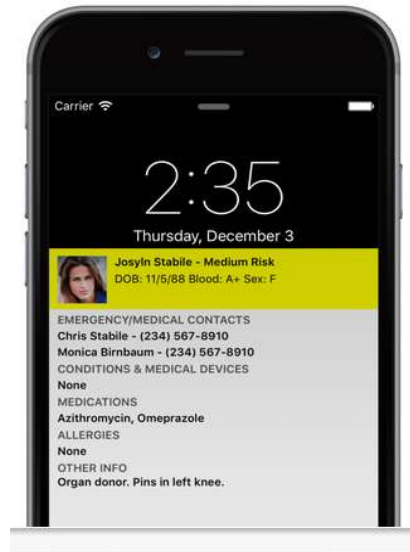 Carrier
2:35
Thursday, December 3
Josyln Stabile - Medium Risk
DOB: 11/5/88 Blood: A+ Sex: F
EMERGENCY/MEDICAL CONTACTS
Chris Stabile - (234) 567-8910
Monica Birnbaum - (234) 567-8910
CONDITIONS & MEDICAL DEVICES
None
MEDICATIONS
Azithromycin, Omeprazole
ALLERGIES
None
OTHER INFO
Organ donor. Pins in left knee.